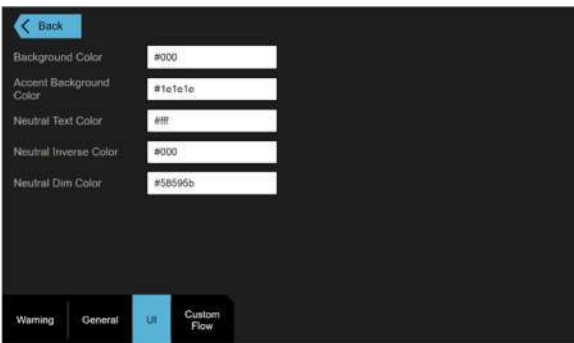 Back
Background Color
#000
Accent Background
Color
#1e1e1e
Neutral Text Color
#fff
Neutral Inverse Color
#000
Neutral Dim Color
#58595b
Warning
General
UI
Custom
Flow